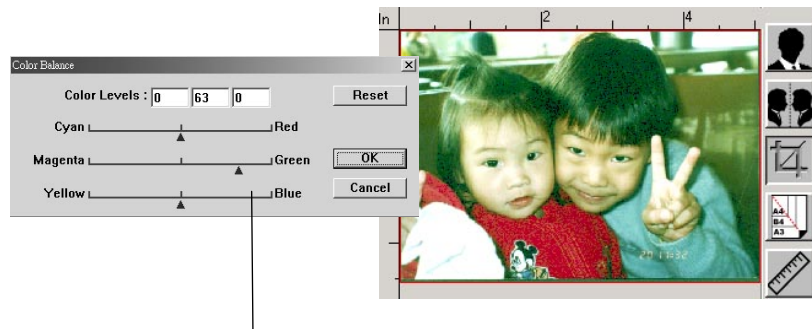 Color Balance
Color Levels : 0 63 0
Reset
Cyan Red
Magenta Green
OK
Yellow Blue
Cancel
In 2 4
A4
B4
A3